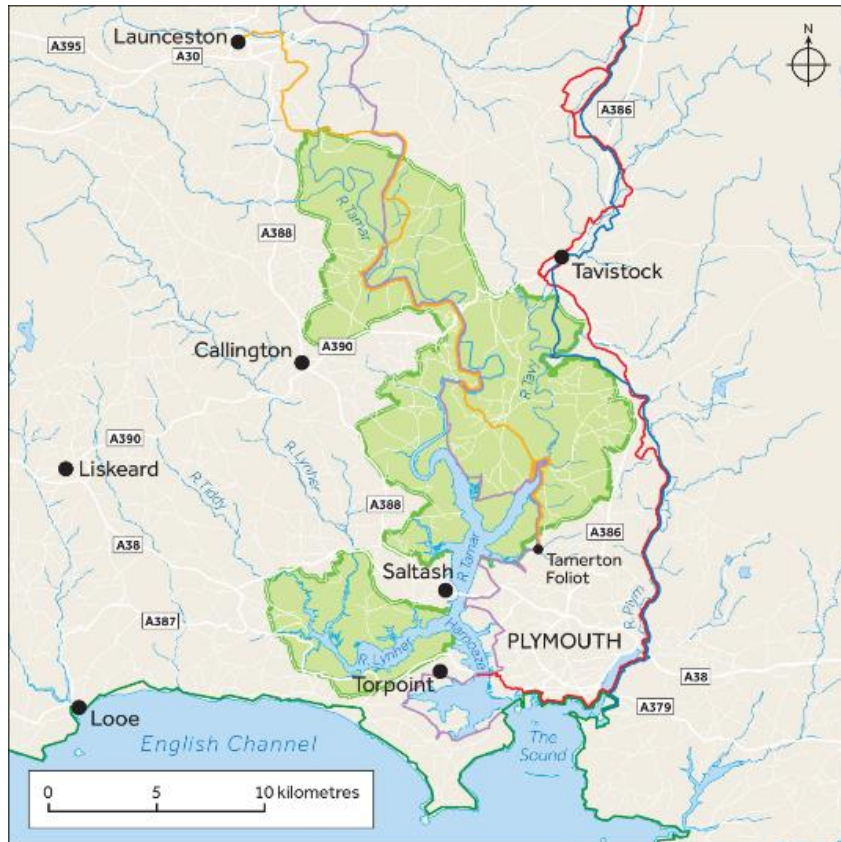 Launceston
A395
A30
N
A386
R. Tamar
A388
Tavistock
Callington
A390
R. Tavy
A390
Liskeard
R. Tiddy
R. Lynher
A388
A38
A386
Tamerton
Foliot
R. Tamar
Saltash
A387
Hamoaze
PLYMOUTH
R. Plym
R. Lynher
Torpoint
A38
A379
Looe
English Channel
The
Sound
0 5 10 kilometres